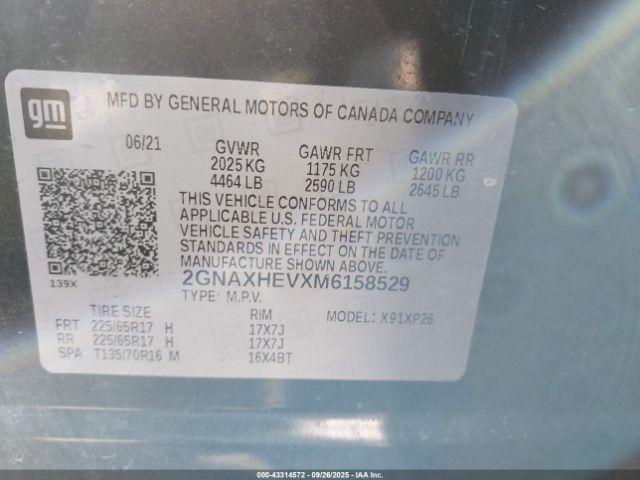 gm
MFD BY GENERAL MOTORS OF CANADA COMPANY
06/21 GVWR GAWR FRT GAWR RR
2025 KG 1175 KG 1200 KG
4464 LB 2590 LB 2645 LB
THIS VEHICLE CONFORMS TO ALL
APPLICABLE U.S. FEDERAL MOTOR
VEHICLE SAFETY AND THEFT PREVENTION
STANDARDS IN EFFECT ON THE DATE OF
MANUFACTURE SHOWN ABOVE.
139X 2GNAXHEVXM6158529
TYPE: M.P.V.
TIRE SIZE RIM MODEL: X91XP26
FRT 225/65R17 H 17X7J
RR 225/65R17 H 17X7J
SPA T135/70R16 M 16X4BT
000-43314572 — 09/26/2025 — IAAI.COM